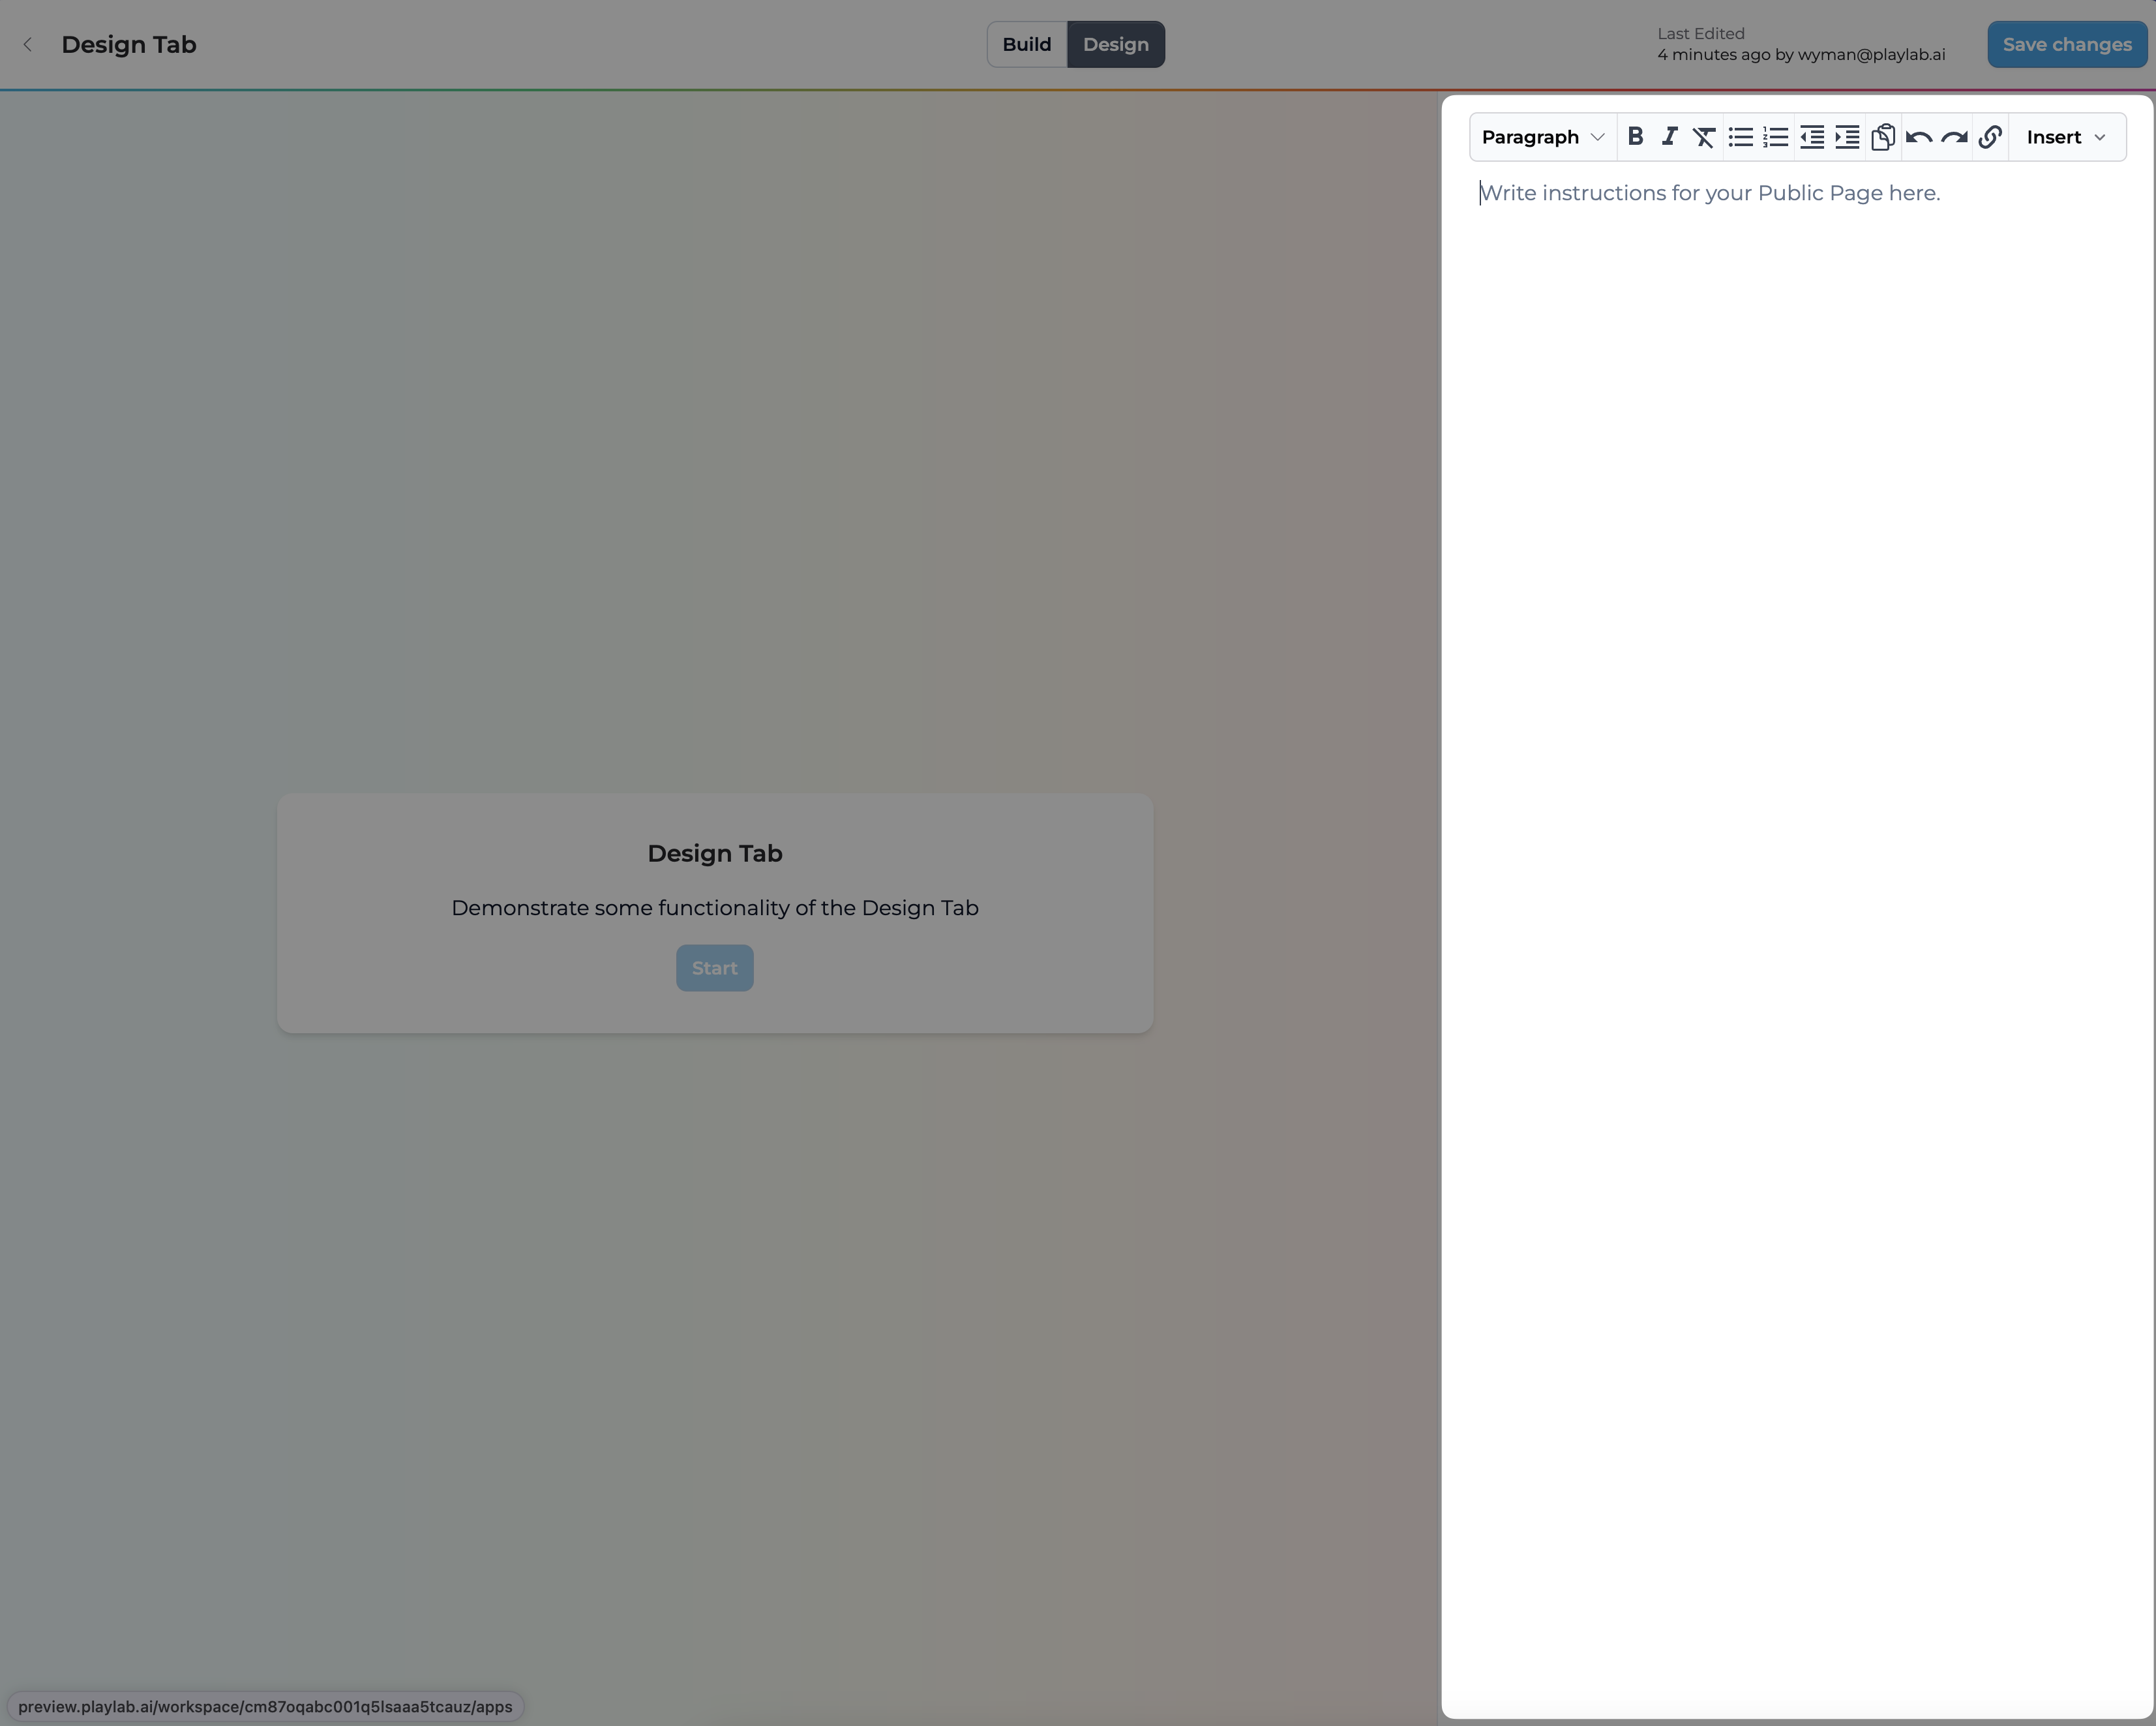 Design Tab
Build
Design
Last Edited
4 minutes ago by wyman@playlab.ai
Save changes
Paragraph
Insert
Write instructions for your Public Page here.
Design Tab
Demonstrate some functionality of the Design Tab
Start
preview.playlab.ai/workspace/cm87oqabc001q5lsaaa5tcauz/apps